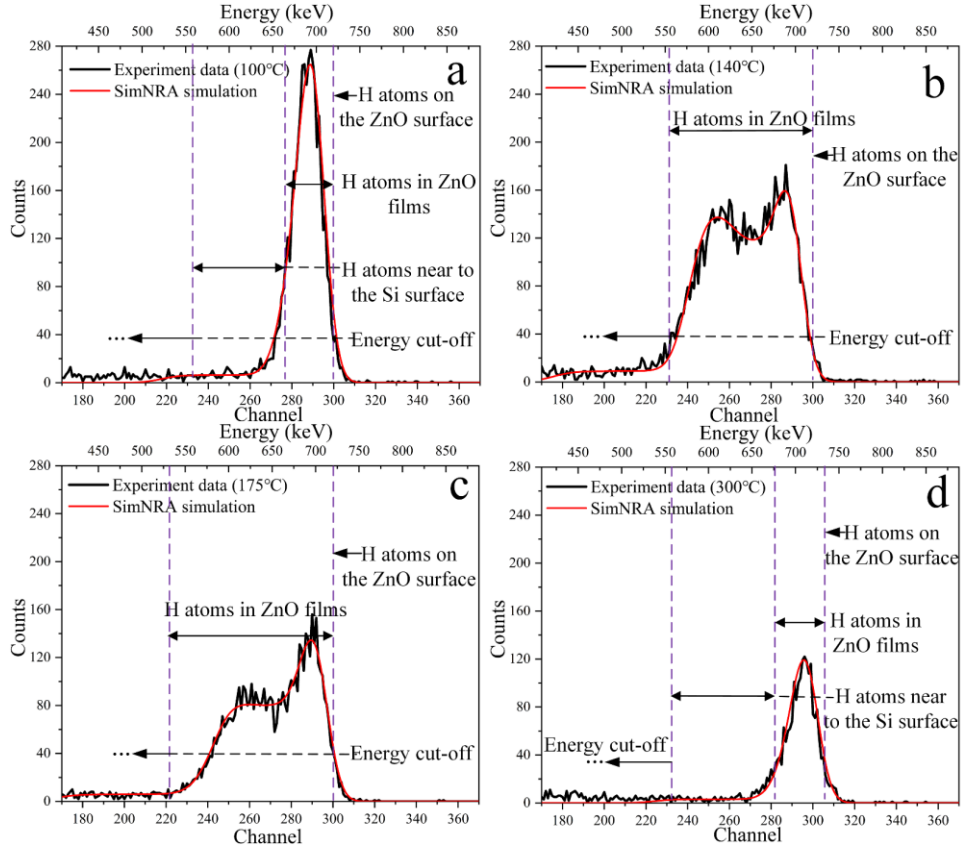 Energy (keV)
450 500 550 600 650 700 750 800 850
a
Experiment data (100℃)
SimNRA simulation
H atoms on
the ZnO surface
H atoms in ZnO
films
H atoms near to
the Si surface
Energy cut-off
Counts
280
240
200
160
120
80
40
0
180 200 220 240 260 280 300 320 340 360
Channel
Energy (keV)
450 500 550 600 650 700 750 800 850
b
Experiment data (140℃)
SimNRA simulation
H atoms in ZnO films
H atoms on the
ZnO surface
Energy cut-off
Counts
280
240
200
160
120
80
40
0
180 200 220 240 260 280 300 320 340 360
Channel
Energy (keV)
450 500 550 600 650 700 750 800 850
c
Experiment data (175℃)
SimNRA simulation
H atoms on
the ZnO surface
H atoms in ZnO films
Energy cut-off
Counts
280
240
200
160
120
80
40
0
180 200 220 240 260 280 300 320 340 360
Channel
Energy (keV)
450 500 550 600 650 700 750 800 850
d
Experiment data (300℃)
SimNRA simulation
H atoms on
the ZnO surface
H atoms in
ZnO films
H atoms near
to the Si surface
Energy cut-off
Counts
280
240
200
160
120
80
40
0
180 200 220 240 260 280 300 320 340 360
Channel